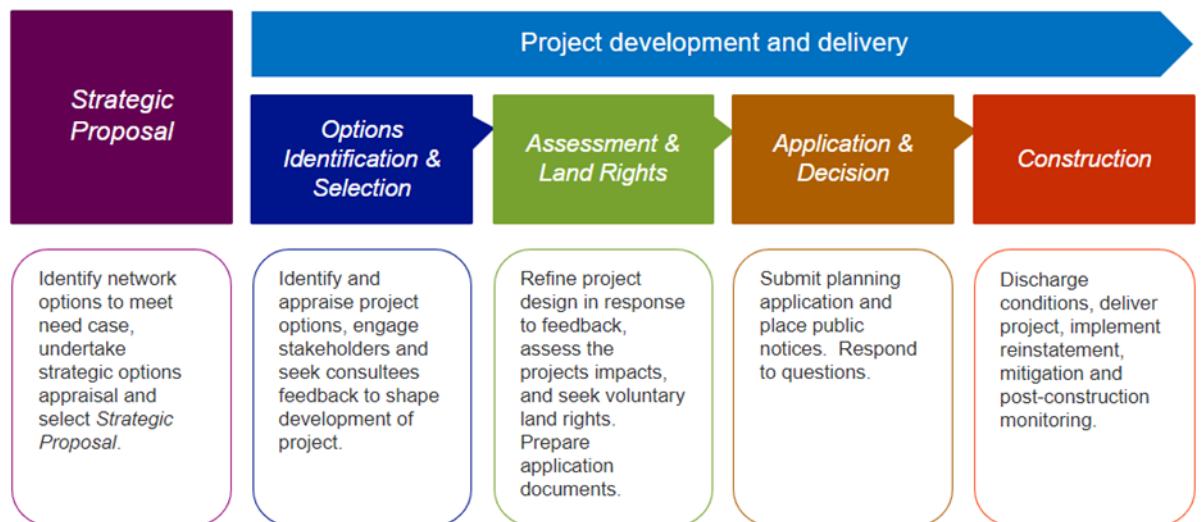 Project development and delivery
Strategic
Proposal
Options
Identification &
Selection
Assessment &
Land Rights
Application &
Decision
Construction
Identify network
options to meet
need case,
undertake
strategic options
appraisal and
select Strategic
Proposal.
Identify and
appraise project
options, engage
stakeholders and
seek consultees
feedback to shape
development of
project.
Refine project
design in response
to feedback,
assess the
projects impacts,
and seek voluntary
land rights.
Prepare
application
documents.
Submit planning
application and
place public
notices.  Respond
to questions.
Discharge
conditions, deliver
project, implement
reinstatement,
mitigation and
post-construction
monitoring.